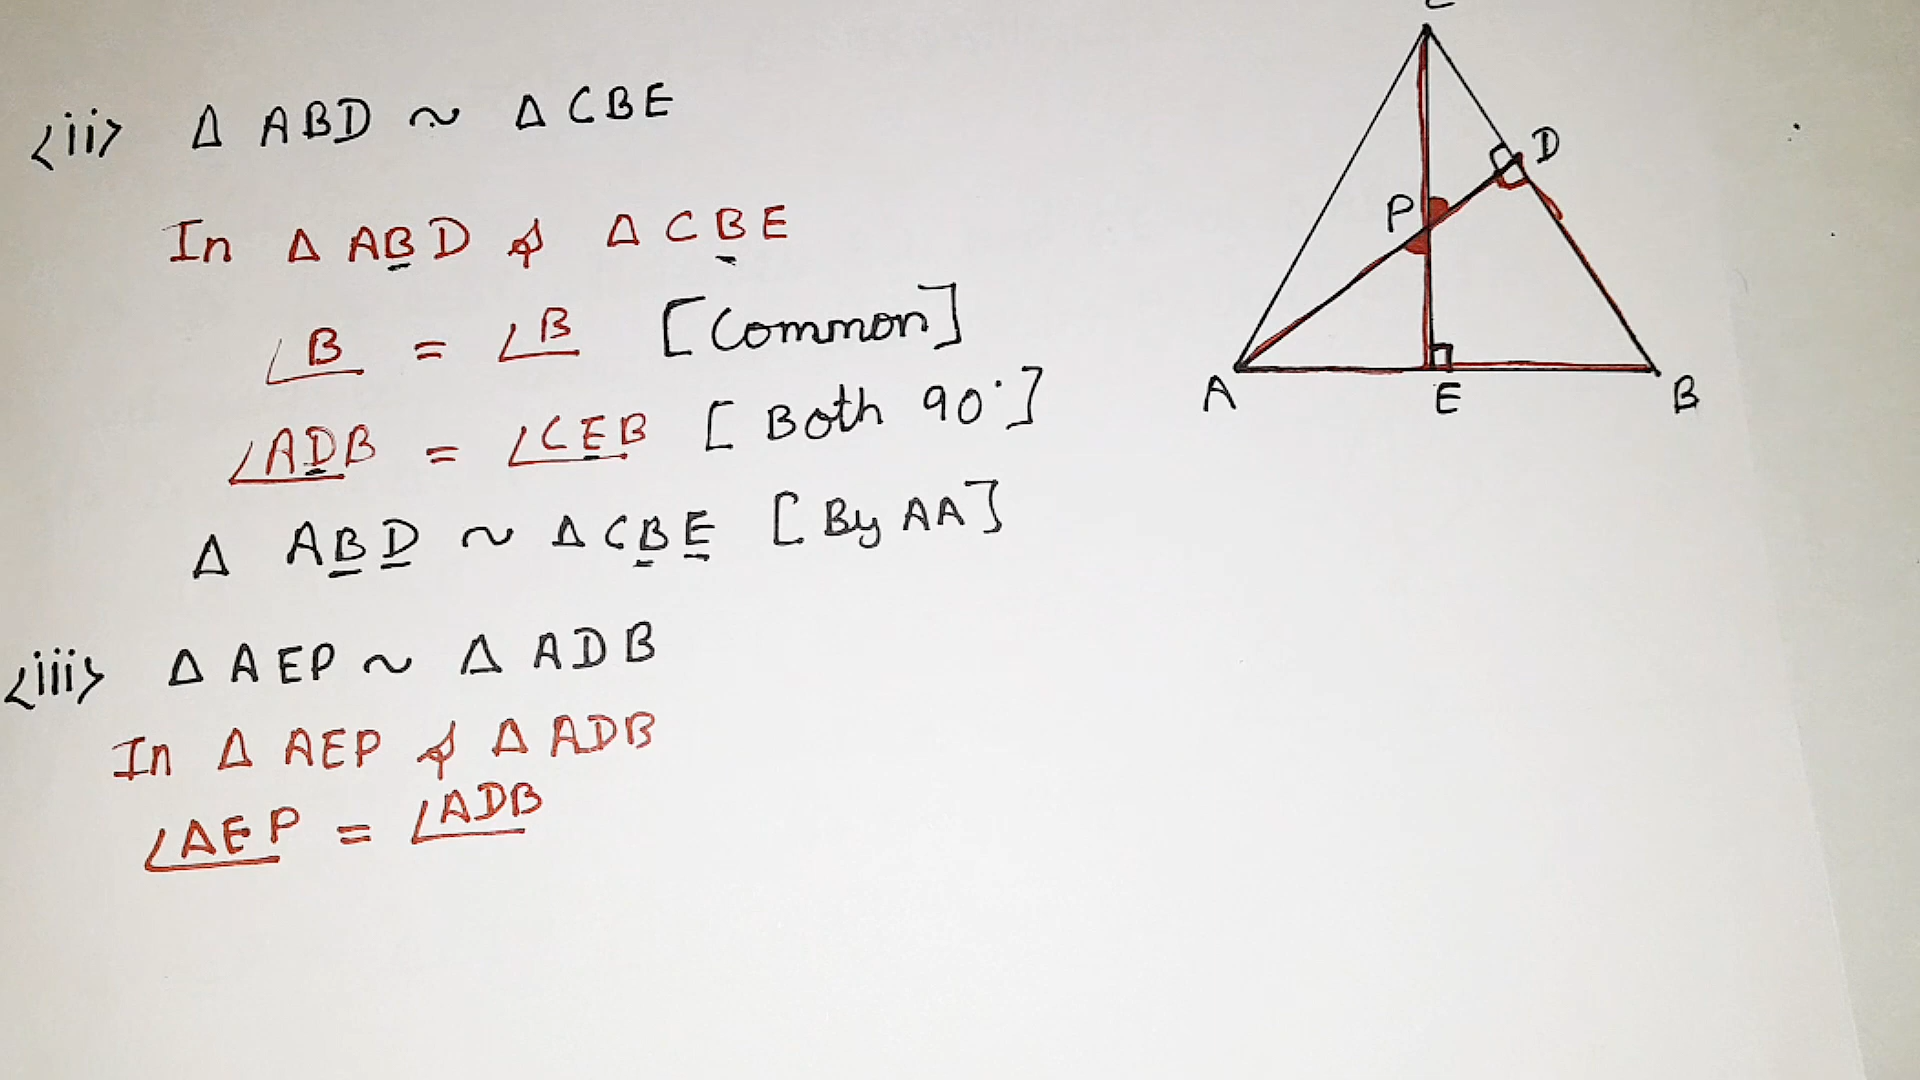 <ii> Δ ABD ~ Δ CBE
In Δ ABD & Δ CBE
∠B = ∠B [Common]
∠ADB = ∠CEB [Both 90°]
Δ ABD ~ Δ CBE [By AA]
<iii> Δ AEP ~ Δ ADB
In Δ AEP & Δ ADB
∠AEP = ∠ADB
D
P
A
E
B